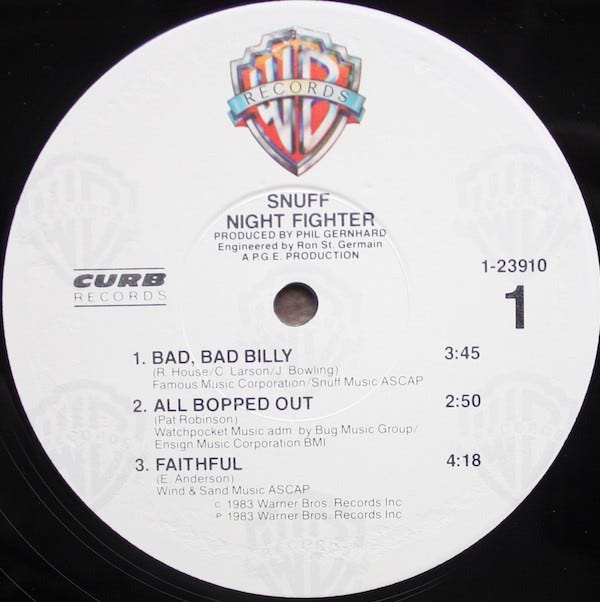 WB
RECORDS
SNUFF
NIGHT FIGHTER
PRODUCED BY PHIL GERNHARD
Engineered by Ron St. Germain
A P.G.E. PRODUCTION
CURB
RECORDS
1-23910
1
1. BAD, BAD BILLY 3:45
(R. House/C. Larson/J. Bowling)
Famous Music Corporation/Snuff Music ASCAP
2. ALL BOPPED OUT 2:50
(Pat Robinson)
Watchpocket Music adm. by Bug Music Group/
Ensign Music Corporation BMI
3. FAITHFUL 4:18
(E. Anderson)
Wind & Sand Music ASCAP
© 1983 Warner Bros. Records Inc.
℗ 1983 Warner Bros. Records Inc.